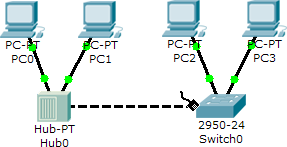 PC-PT
PC0
PC-PT
PC1
PC-PT
PC2
PC-PT
PC3
Hub-PT
Hub0
2950-24
Switch0